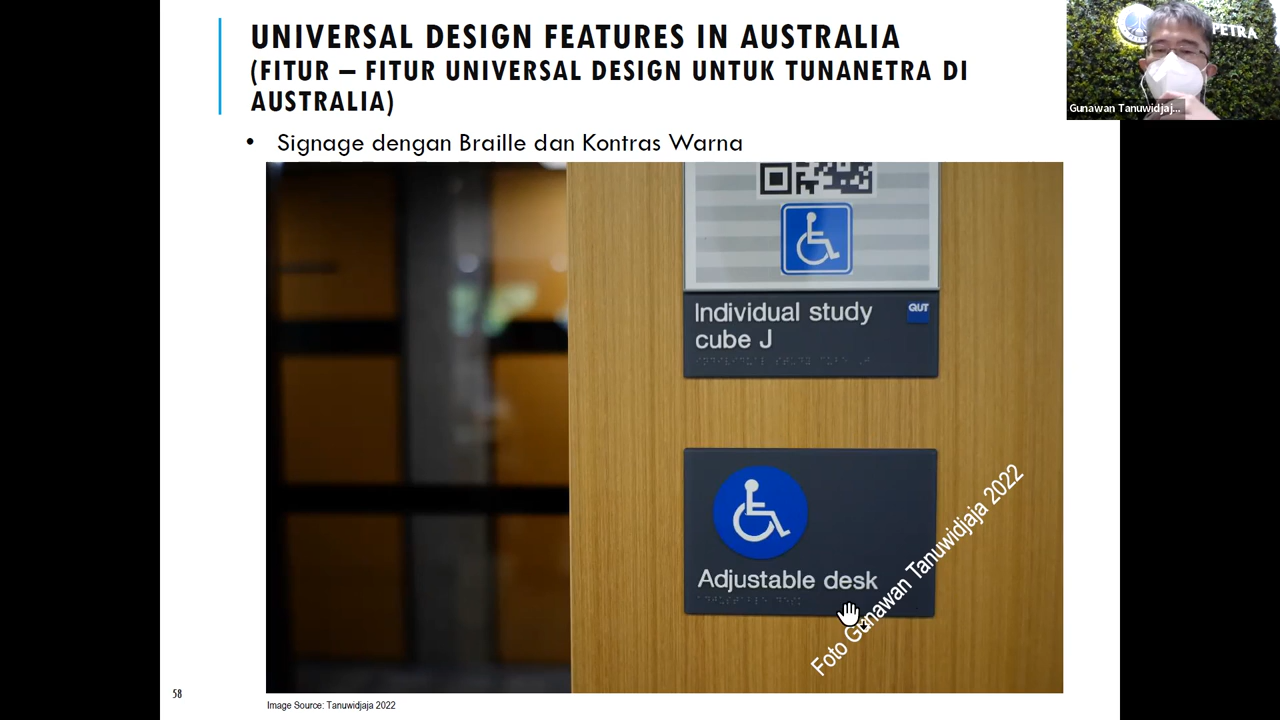 UNIVERSAL DESIGN FEATURES IN AUSTRALIA
(FITUR – FITUR UNIVERSAL DESIGN UNTUK TUNANETRA DI
AUSTRALIA)
PETRA
Gunawan Tanuwidjaj...
• Signage dengan Braille dan Kontras Warna
Individual study
cube J
QUT
Adjustable desk
Foto Gunawan Tanuwidjaja 2022
58
Image Source: Tanuwidjaja 2022